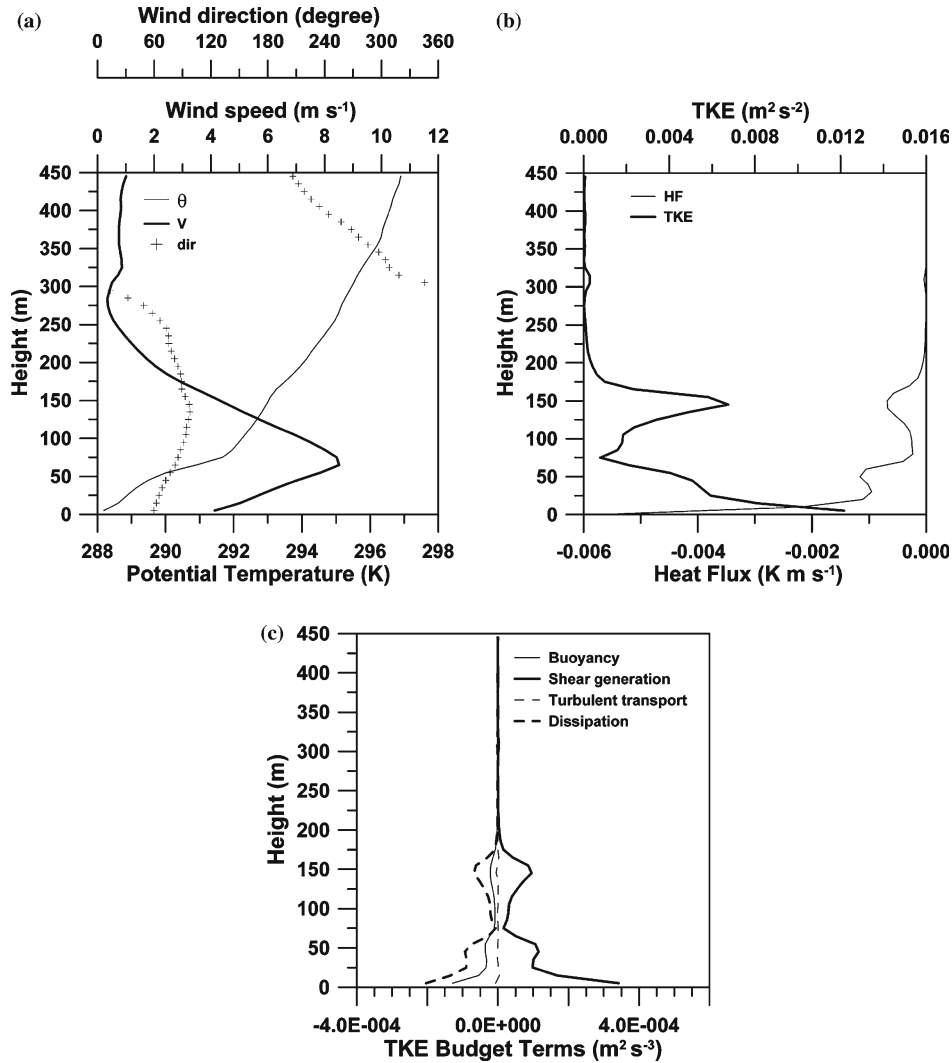 (a)
Wind direction (degree)
0 60 120 180 240 300 360
Wind speed (m s-1)
0 2 4 6 8 10 12
450
400
350
300
250
200
150
100
50
0
Height (m)
θ
V
dir
288 290 292 294 296 298
Potential Temperature (K)
(b)
TKE (m2 s-2)
0.000 0.004 0.008 0.012 0.016
450
400
350
300
250
200
150
100
50
0
Height (m)
HF
TKE
-0.006 -0.004 -0.002 0.000
Heat Flux (K m s-1)
(c)
450
400
350
300
250
200
150
100
50
0
Height (m)
Buoyancy
Shear generation
Turbulent transport
Dissipation
-4.0E-004 0.0E+000 4.0E-004
TKE Budget Terms (m2 s-3)